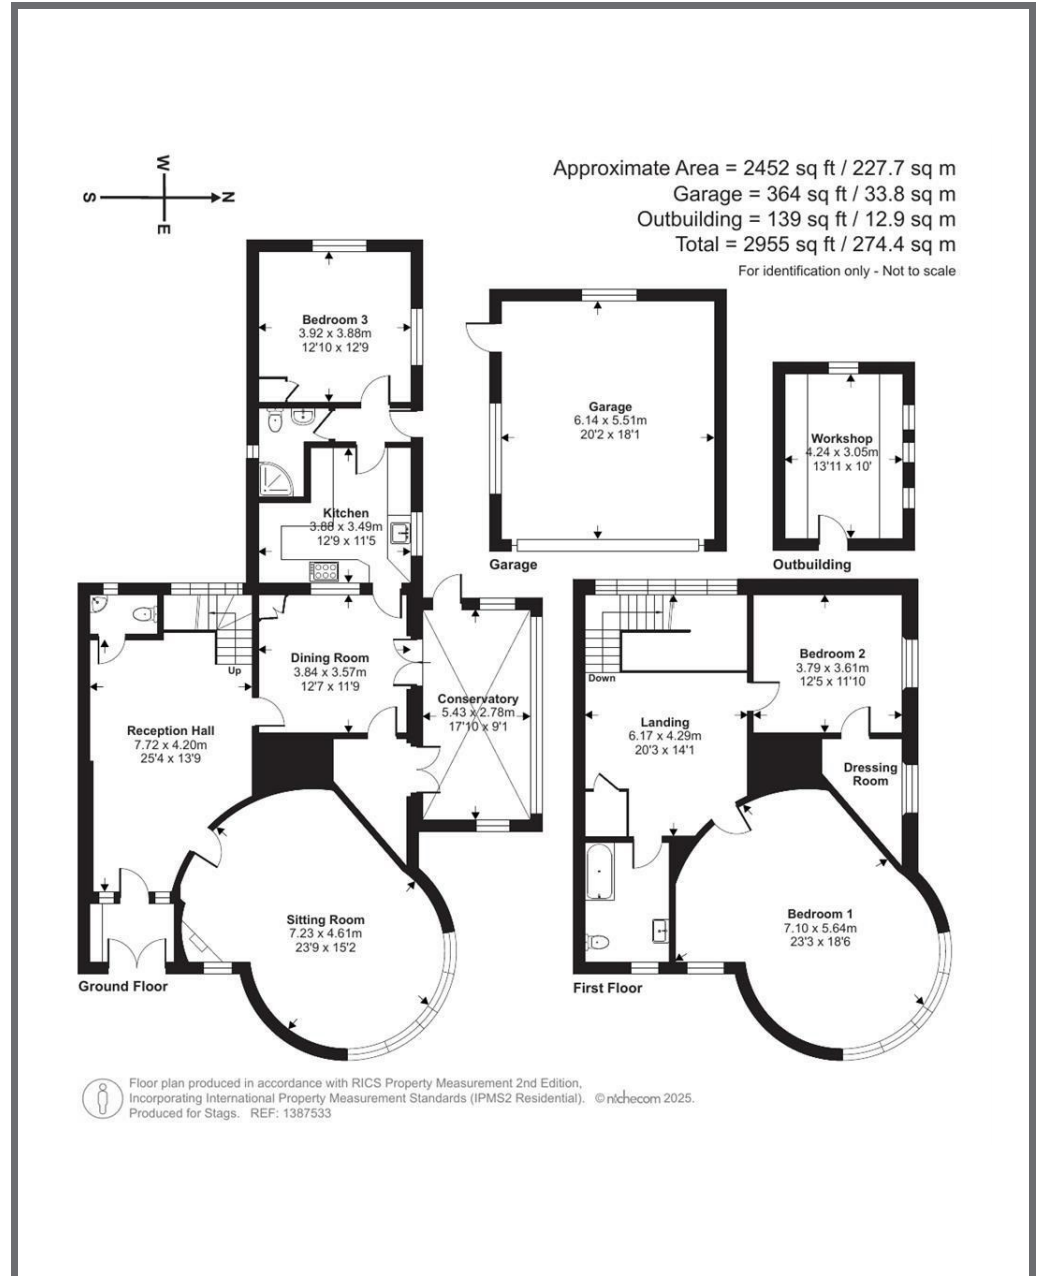 W
S
N
E
Approximate Area = 2452 sq ft / 227.7 sq m
Garage = 364 sq ft / 33.8 sq m
Outbuilding = 139 sq ft / 12.9 sq m
Total = 2955 sq ft / 274.4 sq m
For identification only - Not to scale
Bedroom 3
3.92 x 3.88m
12'10 x 12'9
Garage
6.14 x 5.51m
20'2 x 18'1
Garage
Workshop
4.24 x 3.05m
13'11 x 10'
Outbuilding
Kitchen
3.88 x 3.49m
12'9 x 11'5
Dining Room
3.84 x 3.57m
12'7 x 11'9
Up
Conservatory
5.43 x 2.78m
17'10 x 9'1
Reception Hall
7.72 x 4.20m
25'4 x 13'9
Sitting Room
7.23 x 4.61m
23'9 x 15'2
Ground Floor
Bedroom 2
3.79 x 3.61m
12'5 x 11'10
Down
Landing
6.17 x 4.29m
20'3 x 14'1
Dressing
Room
Bedroom 1
7.10 x 5.64m
23'3 x 18'6
First Floor
Floor plan produced in accordance with RICS Property Measurement 2nd Edition,
Incorporating International Property Measurement Standards (IPMS2 Residential). © nichecom 2025.
Produced for Stags. REF: 1387533